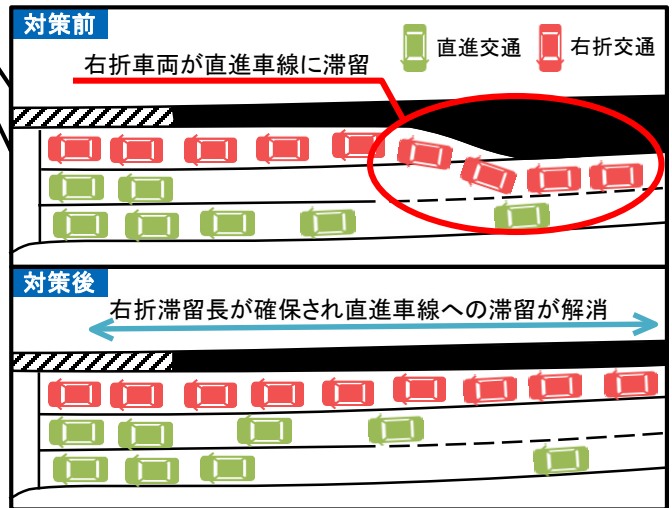 対策前
直進交通
右折交通
右折車両が直進車線に滞留
対策後
右折滞留長が確保され直進車線への滞留が解消